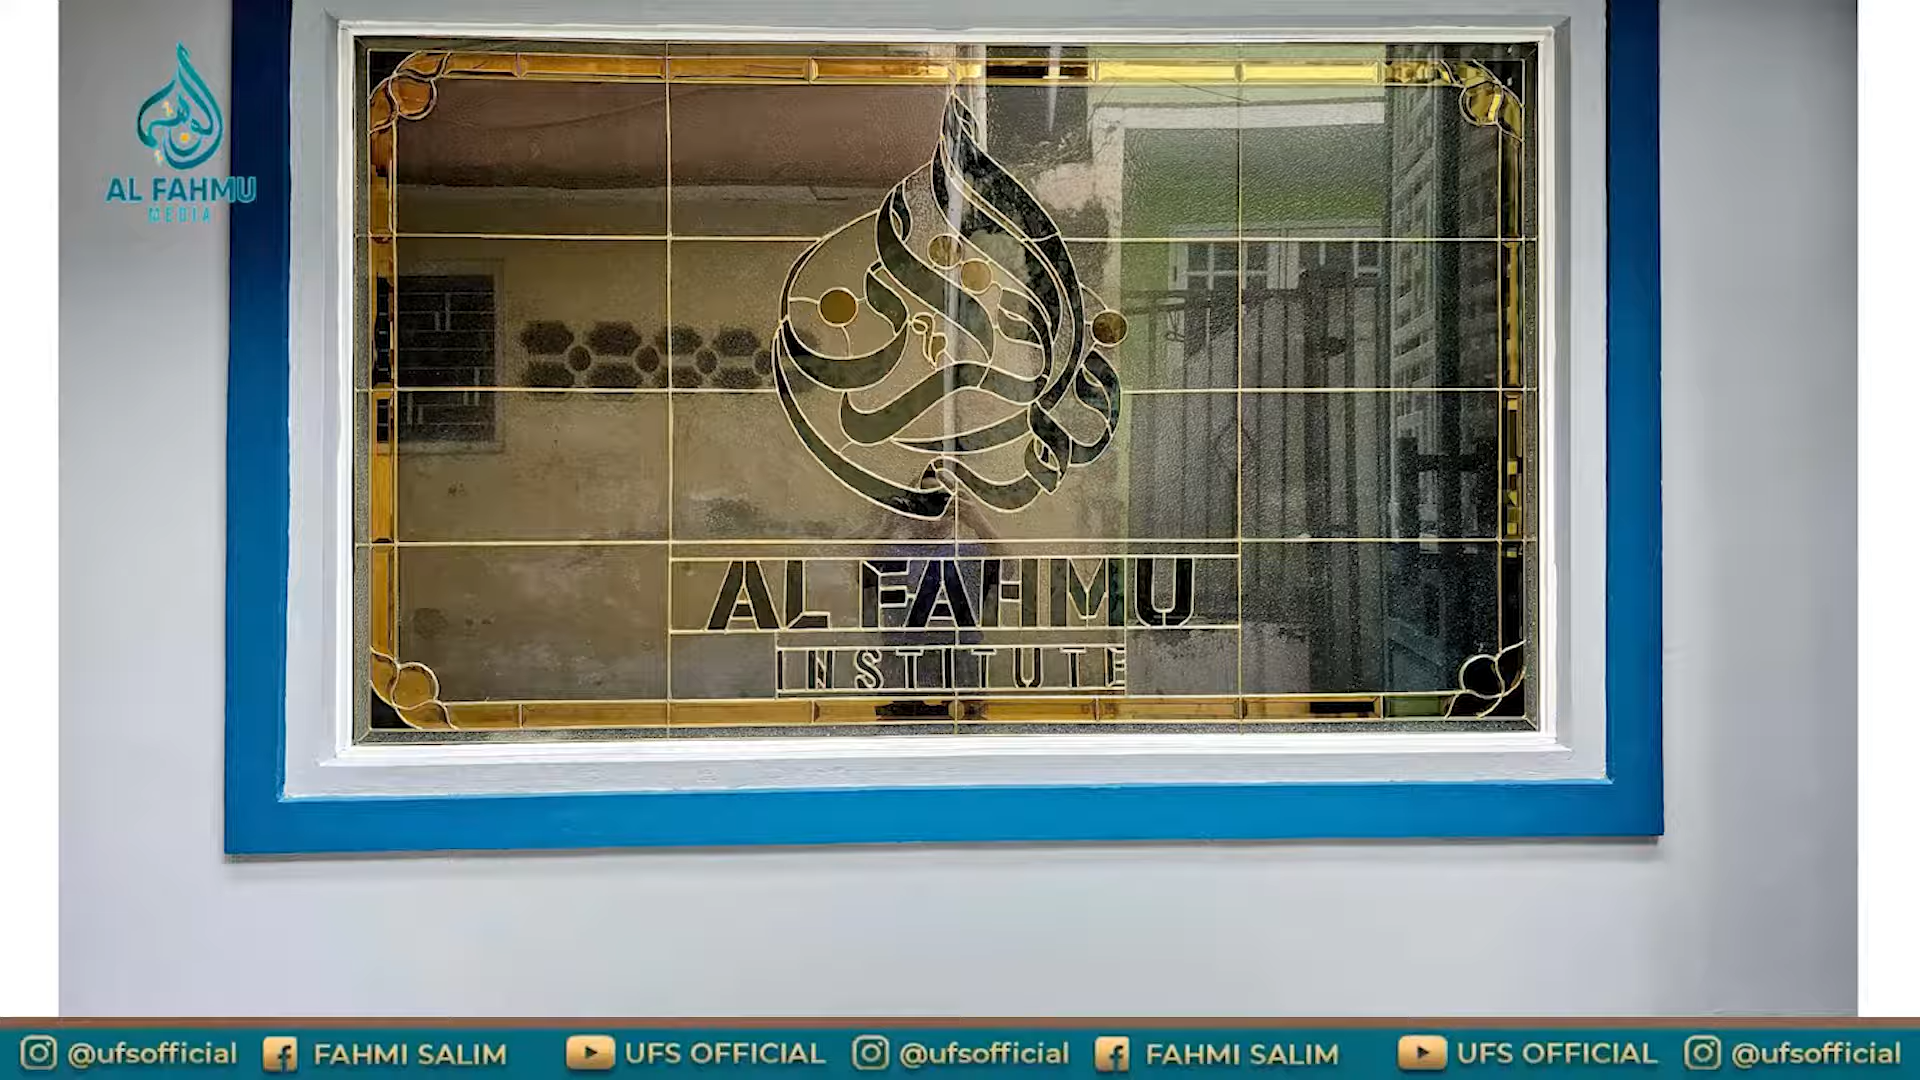 AL FAHMU
MEDIA
AL FAHMU
INSTITUTE
@ufsofficial FAHMI SALIM UFS OFFICIAL @ufsofficial FAHMI SALIM UFS OFFICIAL @ufsofficial